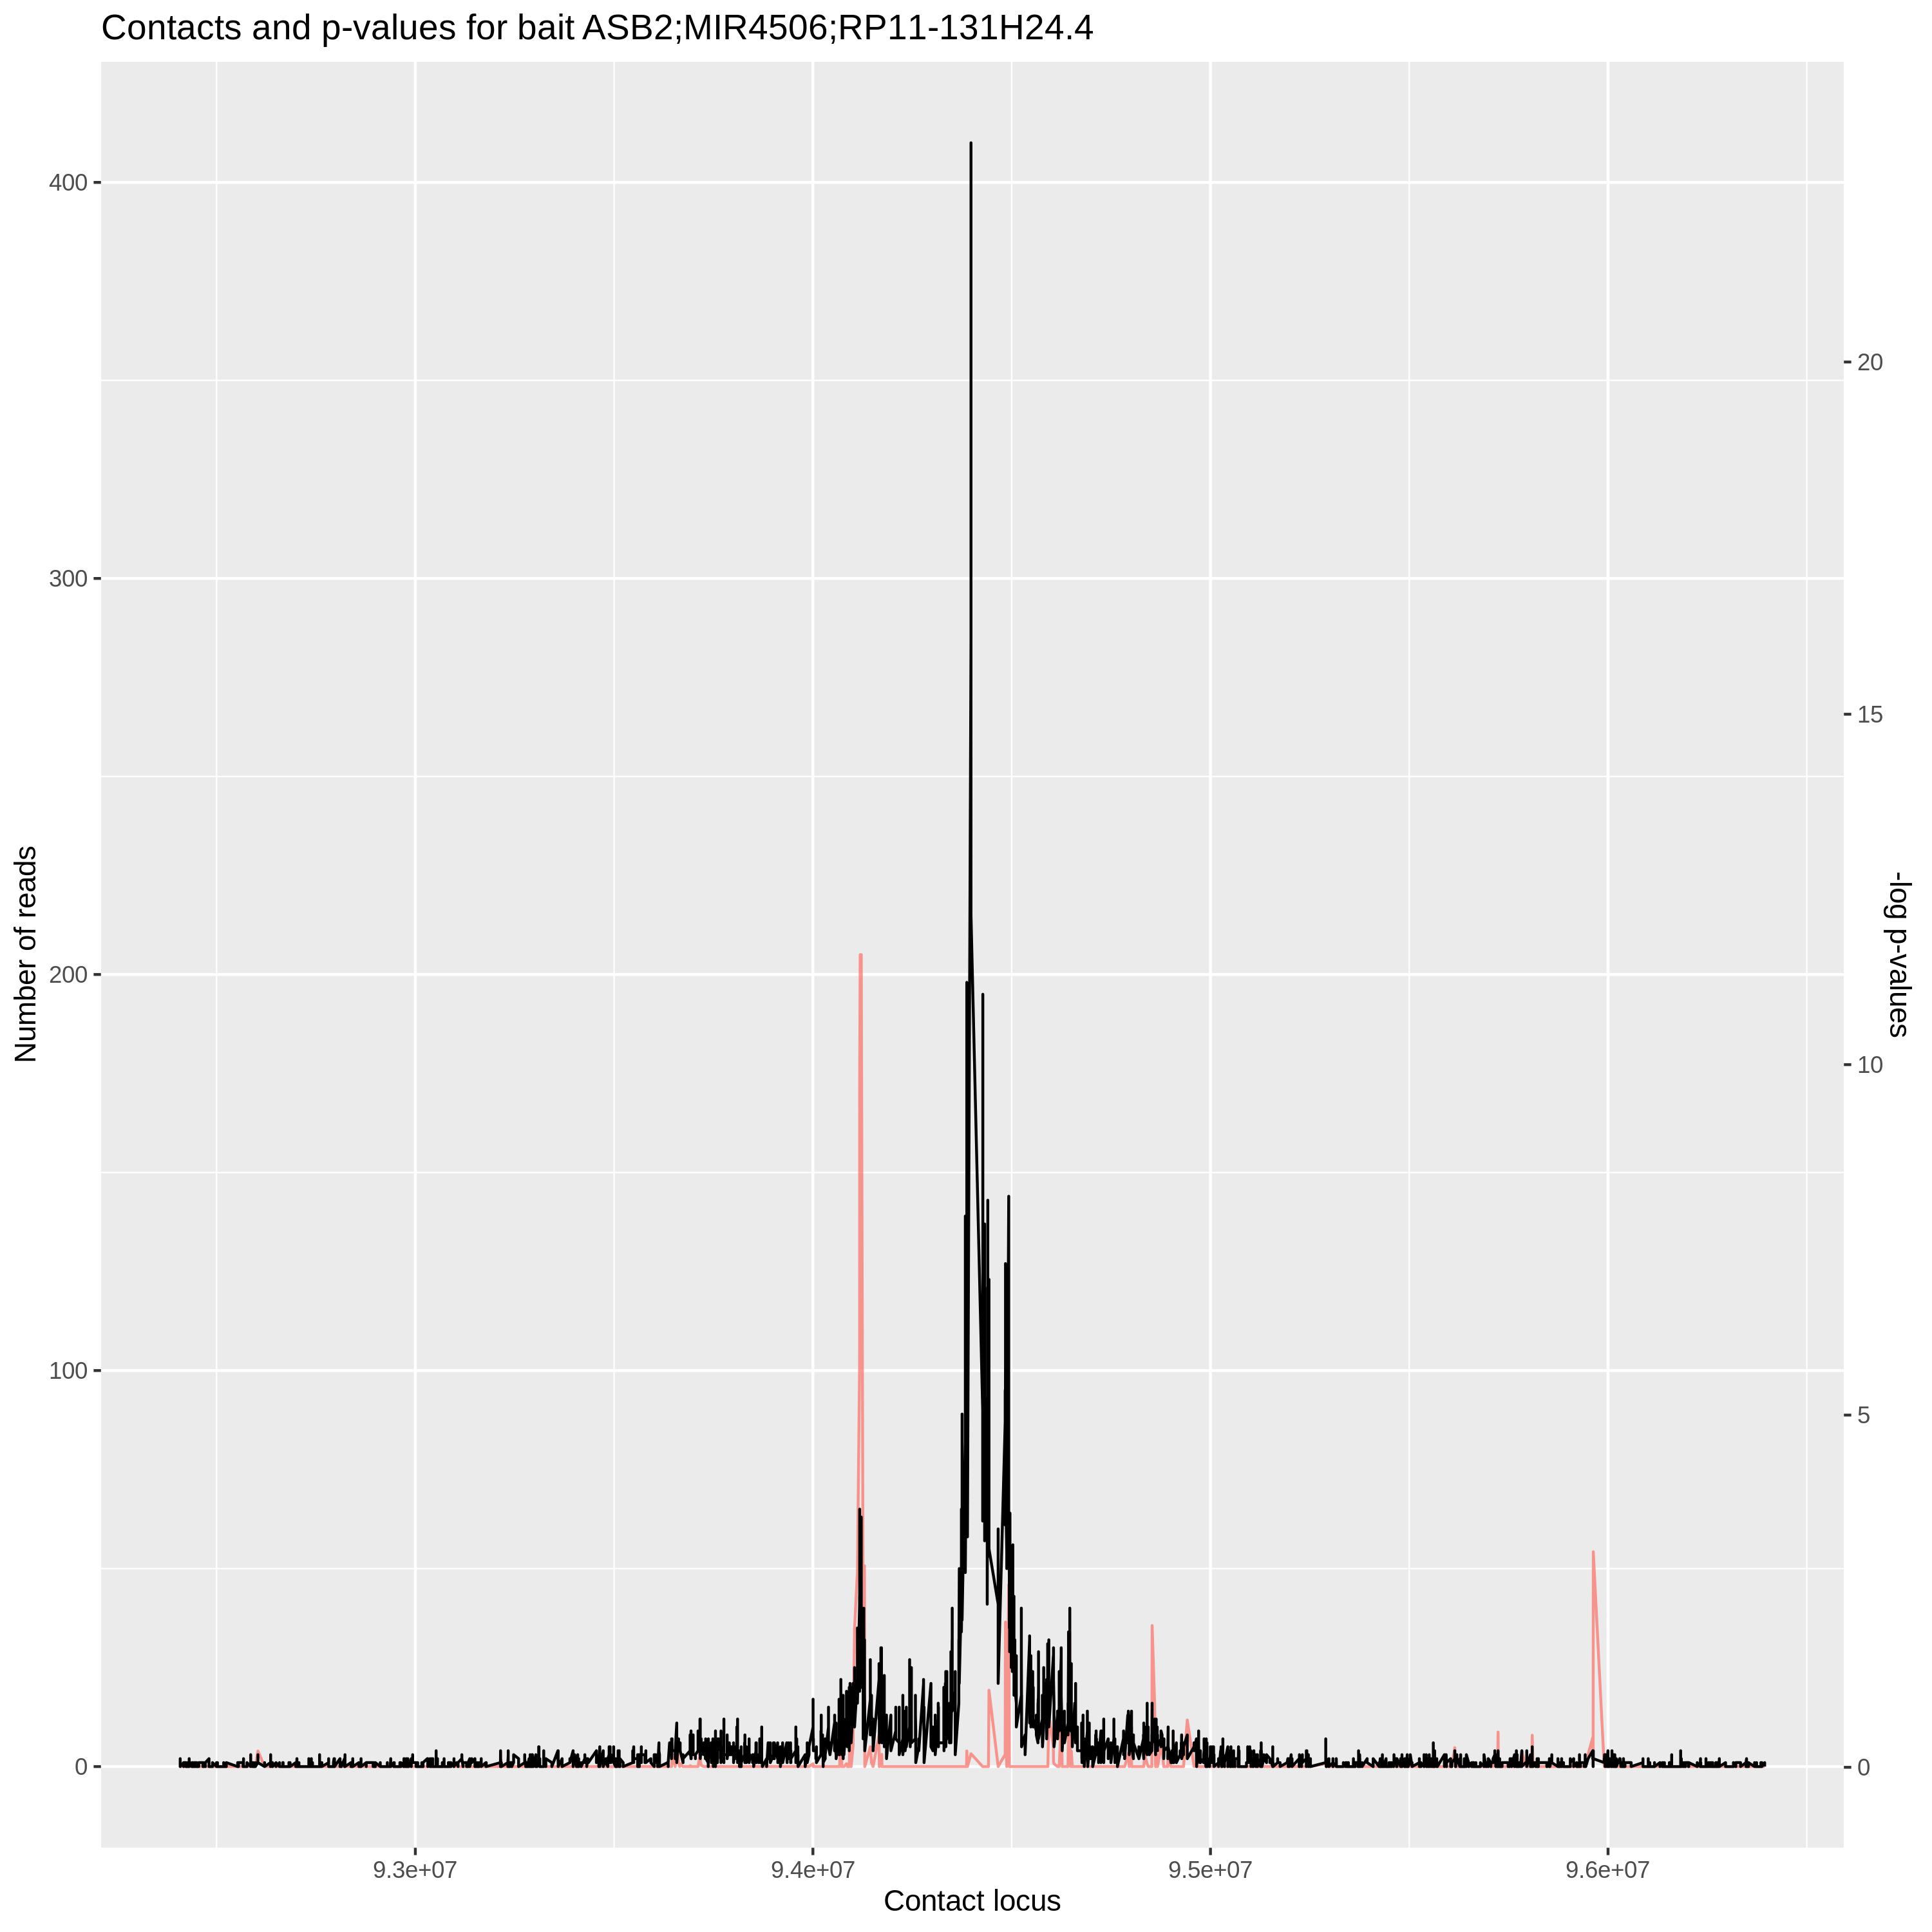 Contacts and p-values for bait ASB2;MIR4506;RP11-131H24.4
400
300
200
100
0
Number of reads
20
15
10
5
0
-log p-values
9.3e+07
9.4e+07
9.5e+07
9.6e+07
Contact locus